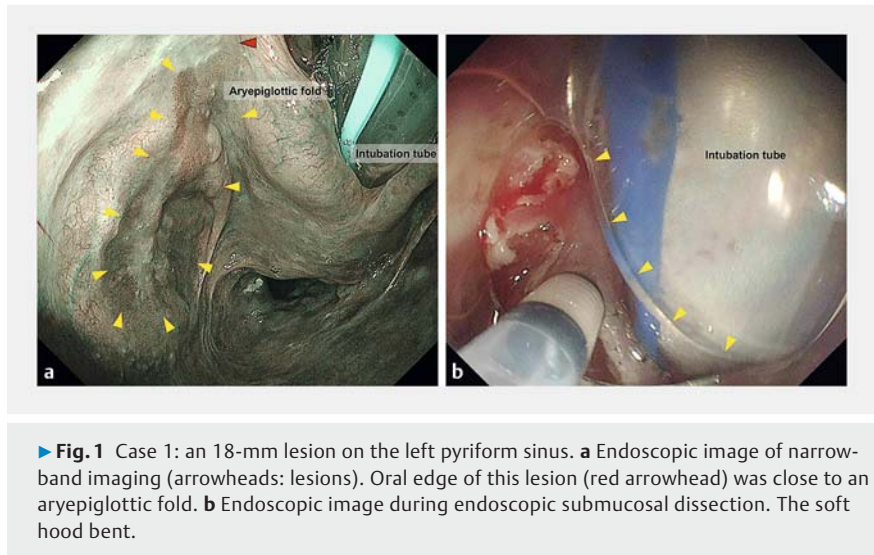 Aryepiglottic fold
Intubation tube
a
Intubation tube
b
▶Fig. 1 Case 1: an 18-mm lesion on the left pyriform sinus. a Endoscopic image of narrow-
band imaging (arrowheads: lesions). Oral edge of this lesion (red arrowhead) was close to an
aryepiglottic fold. b Endoscopic image during endoscopic submucosal dissection. The soft
hood bent.